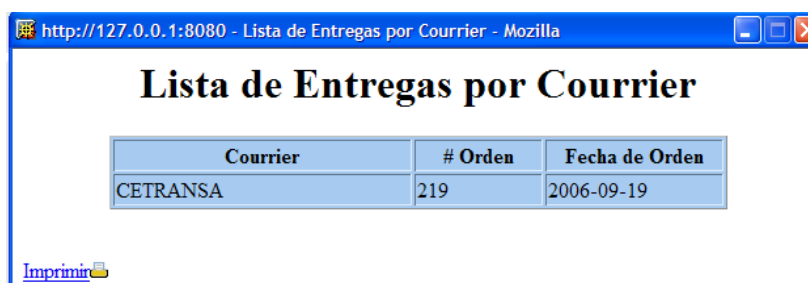 http://127.0.0.1:8080 - Lista de Entregas por Courrier - Mozilla
Lista de Entregas por Courrier
Courrier # Orden Fecha de Orden
CETRANSA 219 2006-09-19
Imprimir